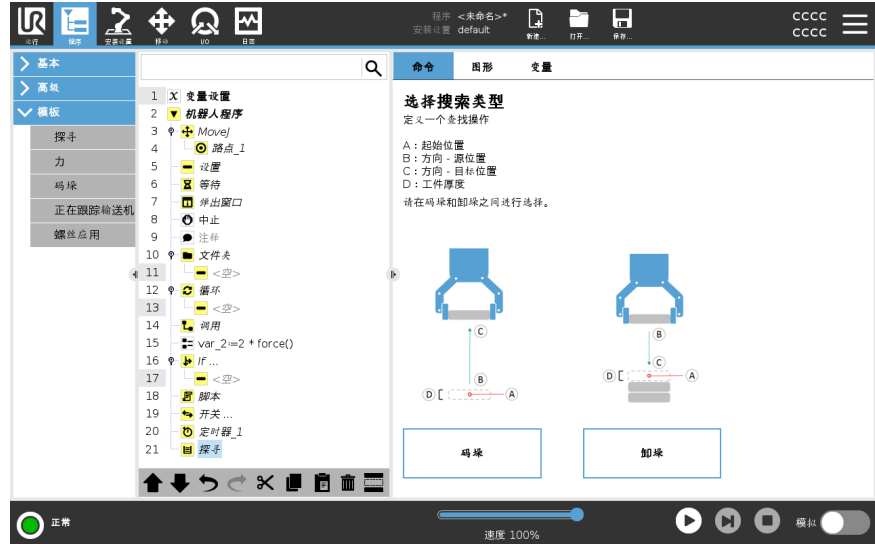 程序 <未命名>*
安装设置 default
新建...
打开...
保存...
cccc
cccc
运行
程序
安装设置
移动
I/O
日志
基本
高级
模板
探寻
力
码垛
正在跟踪输送机
螺丝应用
1 X 变量设置
2 机器人程序
3 MoveJ
4 路点_1
5 设置
6 等待
7 弹出窗口
8 中止
9 注释
10 文件夹
11 <空>
12 循环
13 <空>
14 调用
15 var_2≔2 * force()
16 If ...
17 <空>
18 脚本
19 开关 ...
20 定时器_1
21 探寻
命令
图形
变量
选择搜索类型
定义一个查找操作
A：起始位置
B：方向 - 源位置
C：方向 - 目标位置
D：工件厚度
请在码垛和卸垛之间进行选择。
C
B
D
A
B
C
D
A
码垛
卸垛
正常
速度 100%
模拟